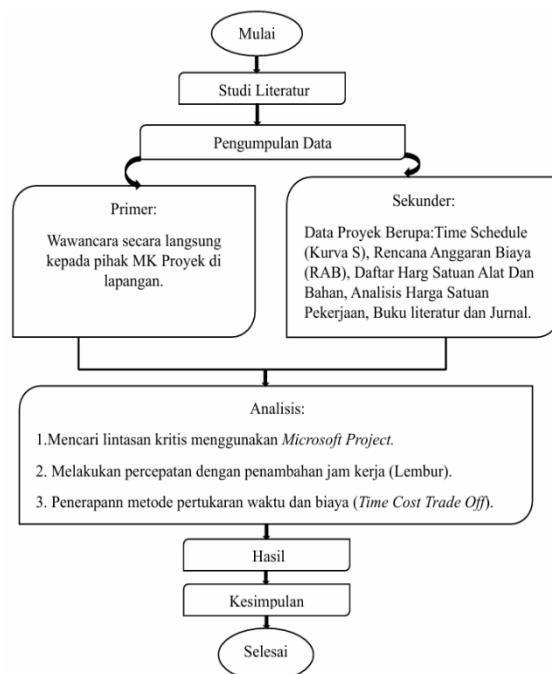 Mulai
Studi Literatur
Pengumpulan Data
Primer:
Wawancara secara langsung
kepada pihak MK Proyek di
lapangan.
Sekunder:
Data Proyek Berupa:Time Schedule
(Kurva S), Rencana Anggaran Biaya
(RAB), Daftar Harg Satuan Alat Dan
Bahan, Analisis Harga Satuan
Pekerjaan, Buku literatur dan Jurnal.
Analisis:
1.Mencari lintasan kritis menggunakan Microsoft Project.
2. Melakukan percepatan dengan penambahan jam kerja (Lembur).
3. Penerapann metode pertukaran waktu dan biaya (Time Cost Trade Off).
Hasil
Kesimpulan
Selesai